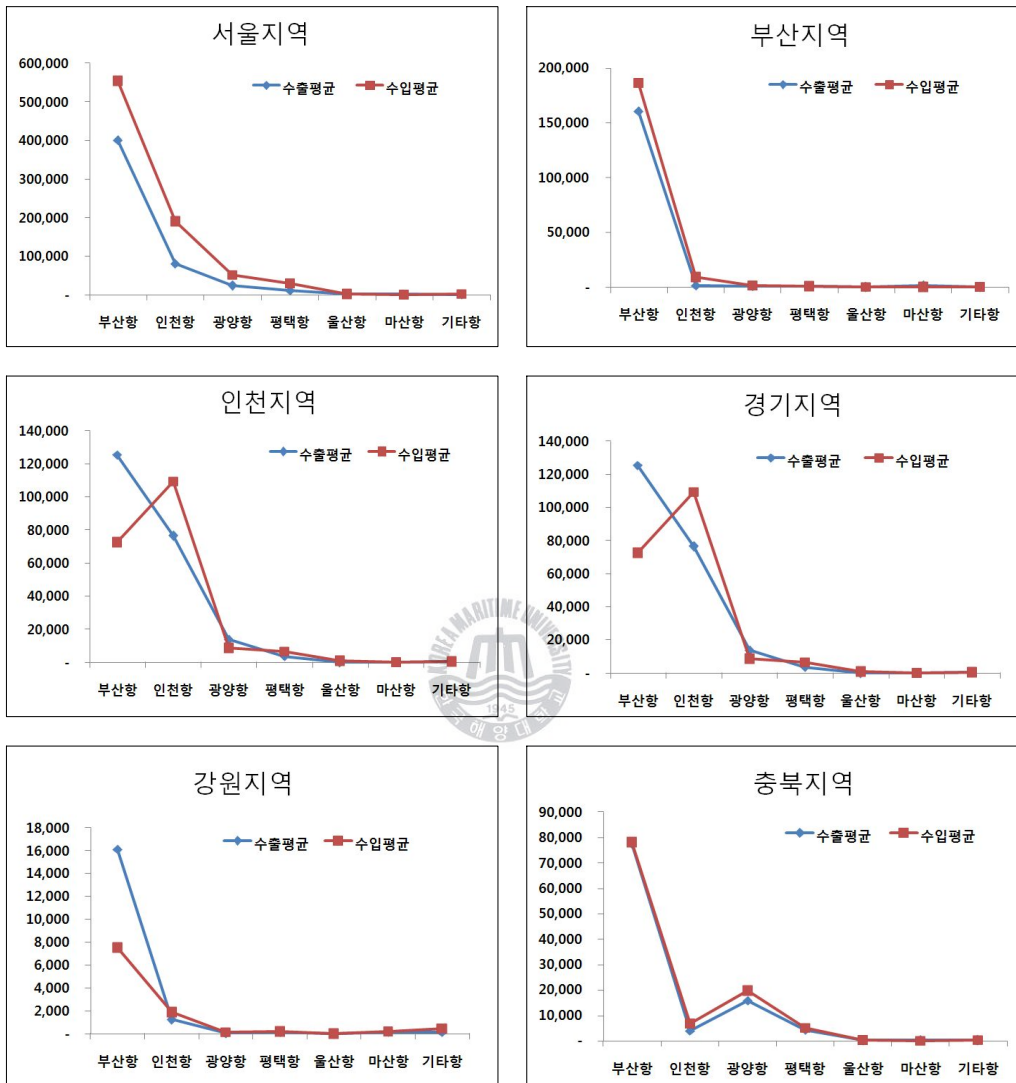 서울지역
수출평균 수입평균
600,000
500,000
400,000
300,000
200,000
100,000
-
부산항 인천항 광양항 평택항 울산항 마산항 기타항
부산지역
수출평균 수입평균
200,000
150,000
100,000
50,000
-
부산항 인천항 광양항 평택항 울산항 마산항 기타항
인천지역
수출평균 수입평균
140,000
120,000
100,000
80,000
60,000
40,000
20,000
-
부산항 인천항 광양항 평택항 울산항 마산항 기타항
경기지역
수출평균 수입평균
140,000
120,000
100,000
80,000
60,000
40,000
20,000
-
부산항 인천항 광양항 평택항 울산항 마산항 기타항
KOREA MARITIME UNIVERSITY
1945
한국해양대학교
강원지역
수출평균 수입평균
18,000
16,000
14,000
12,000
10,000
8,000
6,000
4,000
2,000
-
부산항 인천항 광양항 평택항 울산항 마산항 기타항
충북지역
수출평균 수입평균
90,000
80,000
70,000
60,000
50,000
40,000
30,000
20,000
10,000
-
부산항 인천항 광양항 평택항 울산항 마산항 기타항